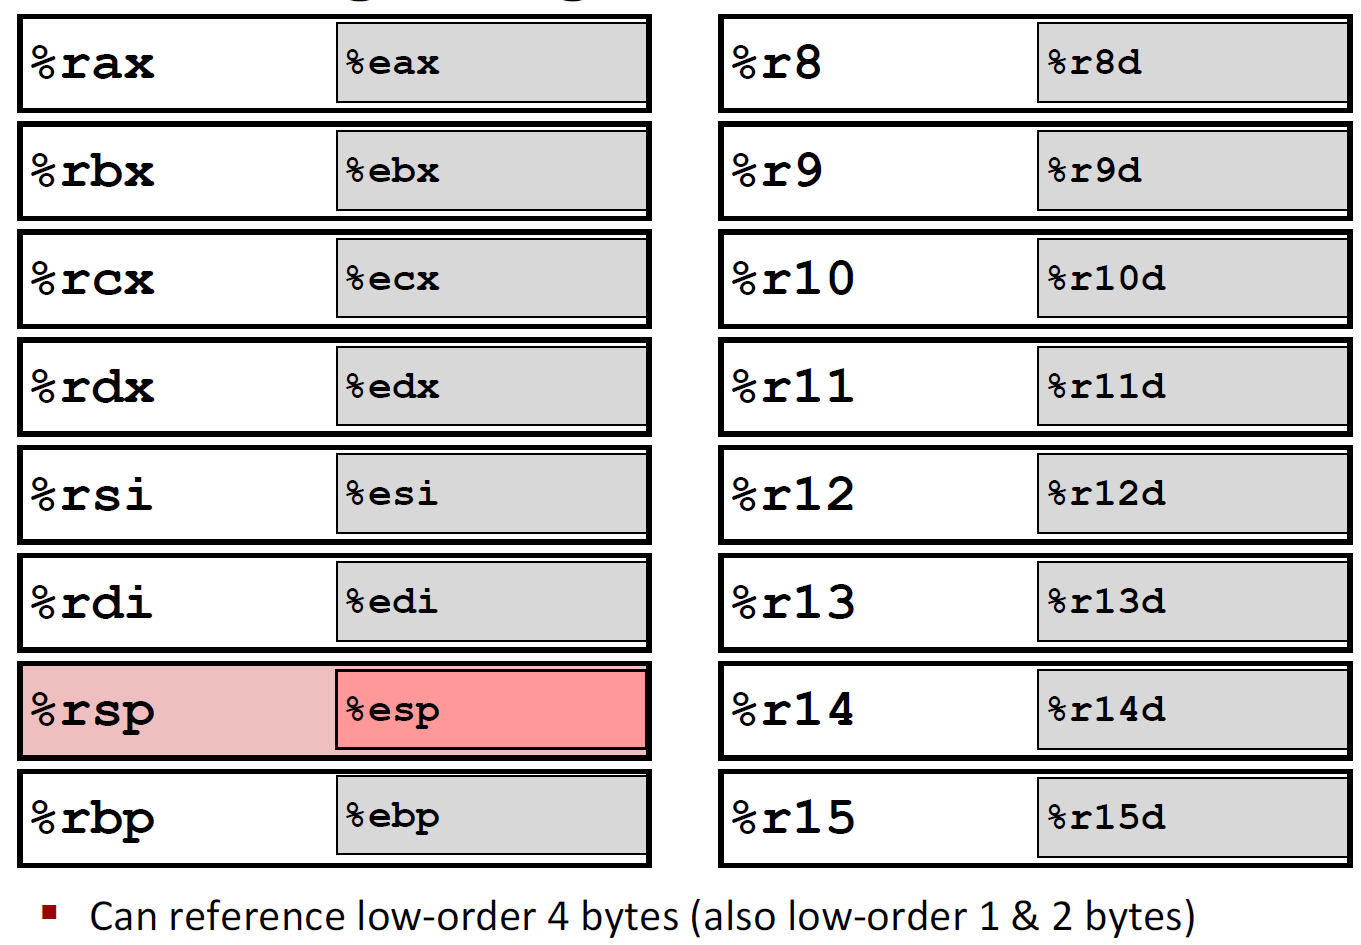 %rax %eax %r8 %r8d
%rbx %ebx %r9 %r9d
%rcx %ecx %r10 %r10d
%rdx %edx %r11 %r11d
%rsi %esi %r12 %r12d
%rdi %edi %r13 %r13d
%rsp %esp %r14 %r14d
%rbp %ebp %r15 %r15d
▪ Can reference low-order 4 bytes (also low-order 1 & 2 bytes)